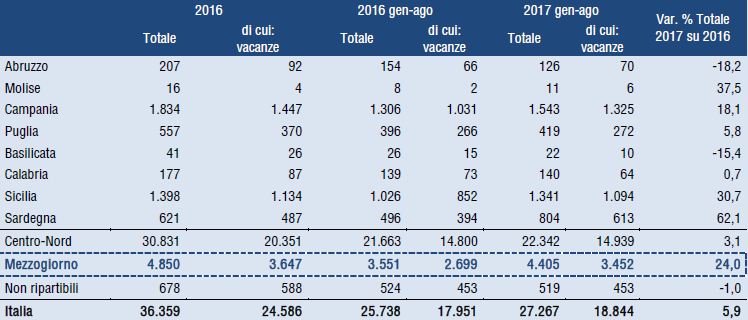 2016 2016 gen-ago 2017 gen-ago Var. % Totale 2017 su 2016
Totale di cui: vacanze Totale di cui: vacanze Totale di cui: vacanze
Abruzzo 207 92 154 66 126 70 -18,2
Molise 16 4 8 2 11 6 37,5
Campania 1.834 1.447 1.306 1.031 1.543 1.325 18,1
Puglia 557 370 396 266 419 272 5,8
Basilicata 41 26 26 15 22 10 -15,4
Calabria 177 87 139 73 140 64 0,7
Sicilia 1.398 1.134 1.026 852 1.341 1.094 30,7
Sardegna 621 487 496 394 804 613 62,1
Centro-Nord 30.831 20.351 21.663 14.800 22.342 14.939 3,1
Mezzogiorno 4.850 3.647 3.551 2.699 4.405 3.452 24,0
Non ripartibili 678 588 524 453 519 453 -1,0
Italia 36.359 24.586 25.738 17.951 27.267 18.844 5,9